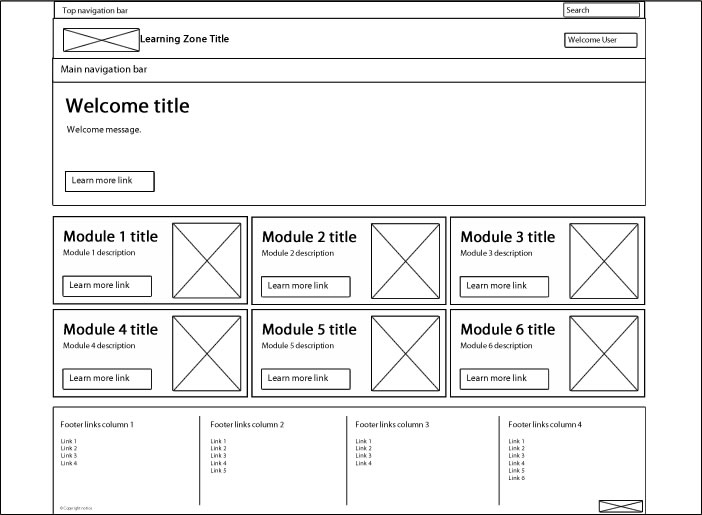 Top navigation bar
Search
Learning Zone Title
Welcome User
Main navigation bar
Welcome title
Welcome message.
Learn more link
Module 1 title
Module 1 description
Learn more link
Module 2 title
Module 2 description
Learn more link
Module 3 title
Module 3 description
Learn more link
Module 4 title
Module 4 description
Learn more link
Module 5 title
Module 5 description
Learn more link
Module 6 title
Module 6 description
Learn more link
Footer links column 1
Link 1
Link 2
Link 3
Link 4
Footer links column 2
Link 1
Link 2
Link 3
Link 4
Link 5
Footer links column 3
Link 1
Link 2
Link 3
Link 4
Footer links column 4
Link 1
Link 2
Link 3
Link 4
Link 5
Link 6
© Copyright notice